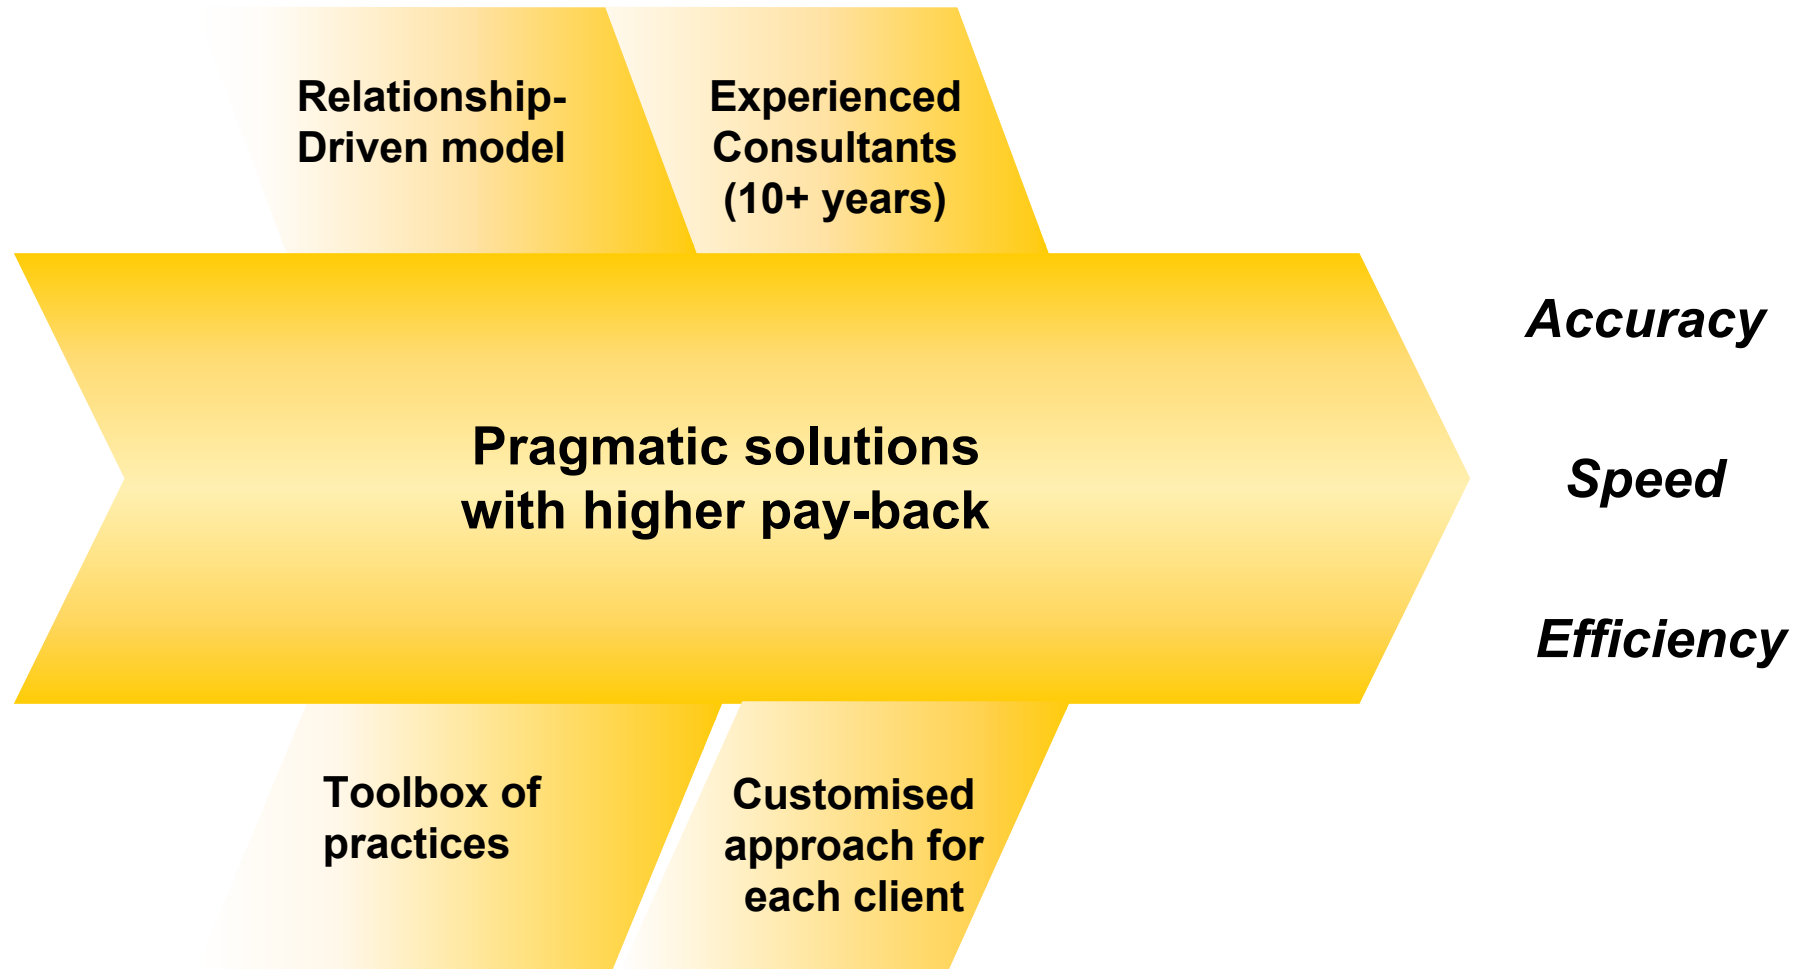 Relationship-
Driven model
Experienced
Consultants
(10+ years)
Pragmatic solutions
with higher pay-back
Accuracy
Speed
Efficiency
Toolbox of
practices
Customised
approach for
each client